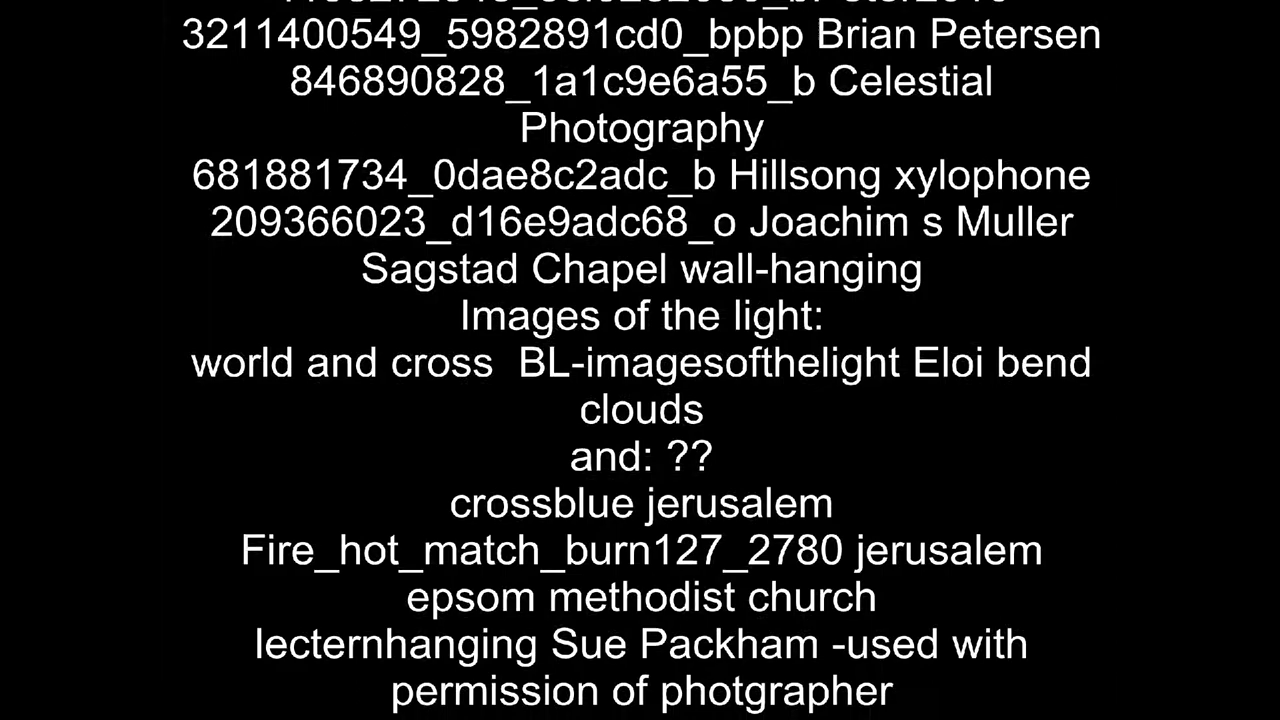 3211400549_5982891cd0_bpbp Brian Petersen
846890828_1a1c9e6a55_b Celestial
Photography
681881734_0dae8c2adc_b Hillsong xylophone
209366023_d16e9adc68_o Joachim s Muller
Sagstad Chapel wall-hanging
Images of the light:
world and cross  BL-imagesofthelight Eloi bend
clouds
and: ??
crossblue jerusalem
Fire_hot_match_burn127_2780 jerusalem
epsom methodist church
lecternhanging Sue Packham -used with
permission of photgrapher